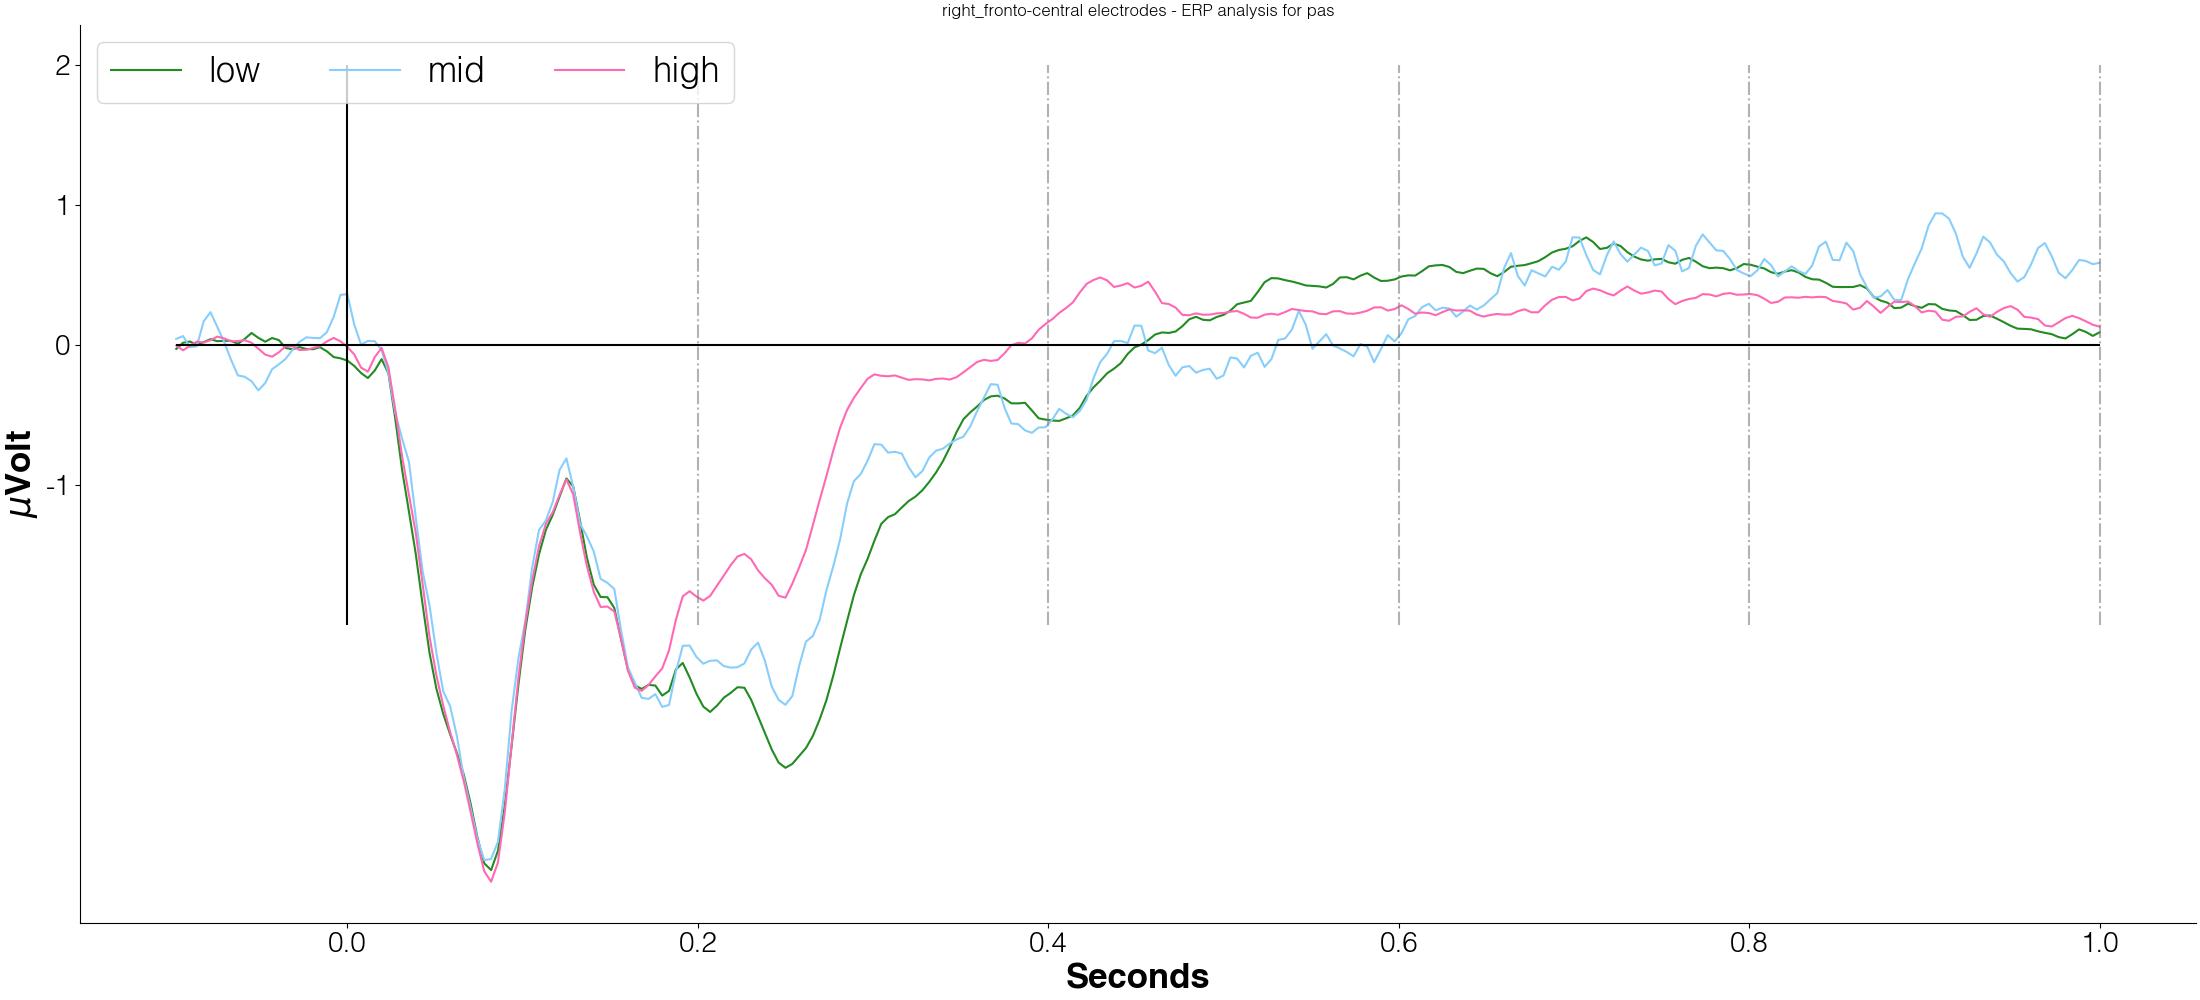 right_fronto-central electrodes - ERP analysis for pas
low mid high
2
1
0
-1
µVolt
0.0 0.2 0.4 0.6 0.8 1.0
Seconds